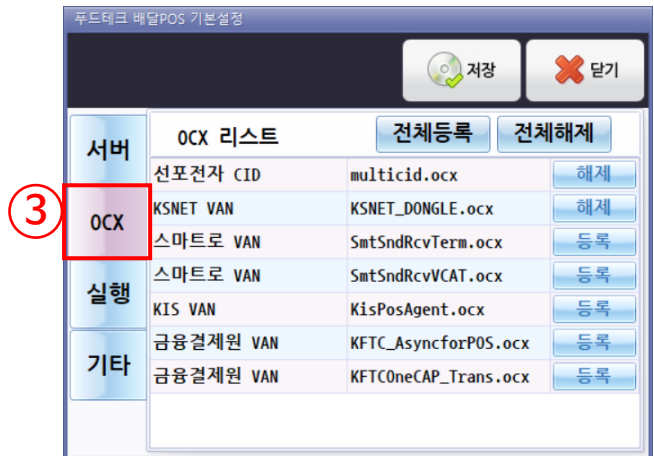 푸드테크 배달POS 기본설정
저장 닫기
서버
OCX 리스트 전체등록 전체해제
선포전자 CID multicid.ocx 해제
③ OCX
KSNET VAN KSNET_DONGLE.ocx 해제
스마트로 VAN SmtSndRcvTerm.ocx 등록
스마트로 VAN SmtSndRcvVCAT.ocx 등록
실행
KIS VAN KisPosAgent.ocx 등록
금융결제원 VAN KFTC_AsyncforPOS.ocx 등록
기타
금융결제원 VAN KFTCOneCAP_Trans.ocx 등록